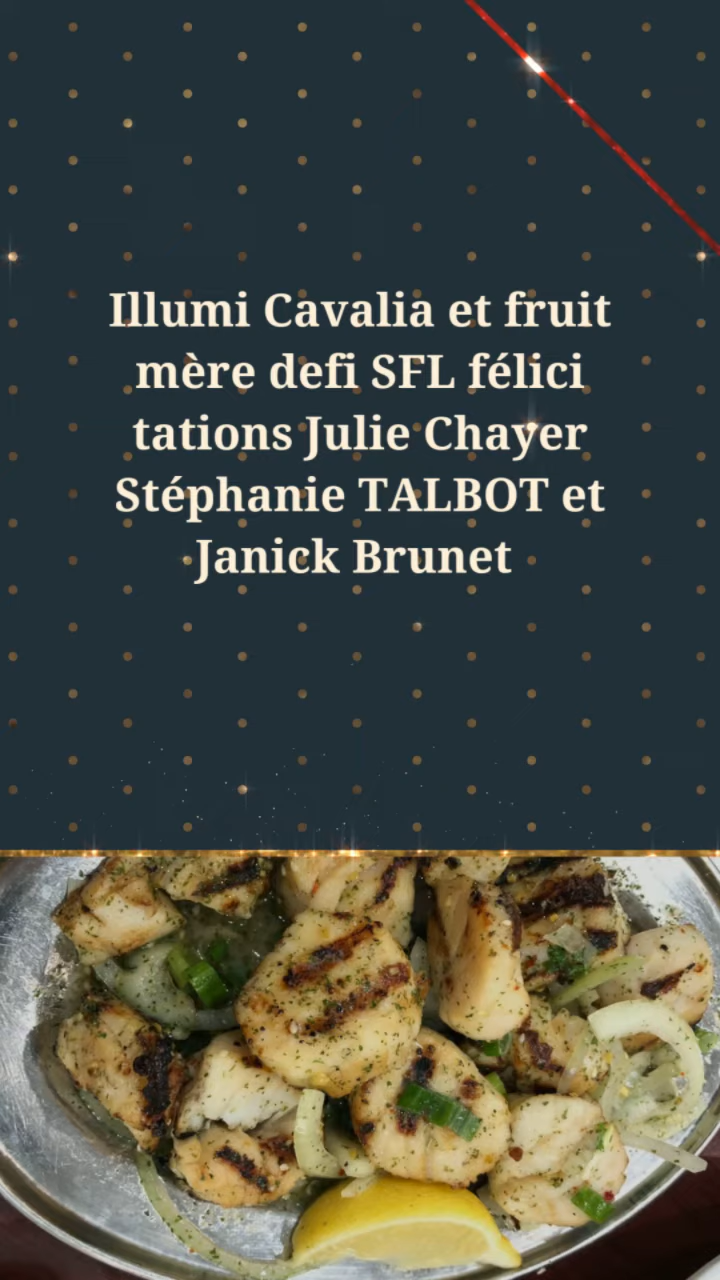 Illumi Cavalia et fruit
mère defi SFL félici
tations Julie Chayer
Stéphanie TALBOT et
Janick Brunet